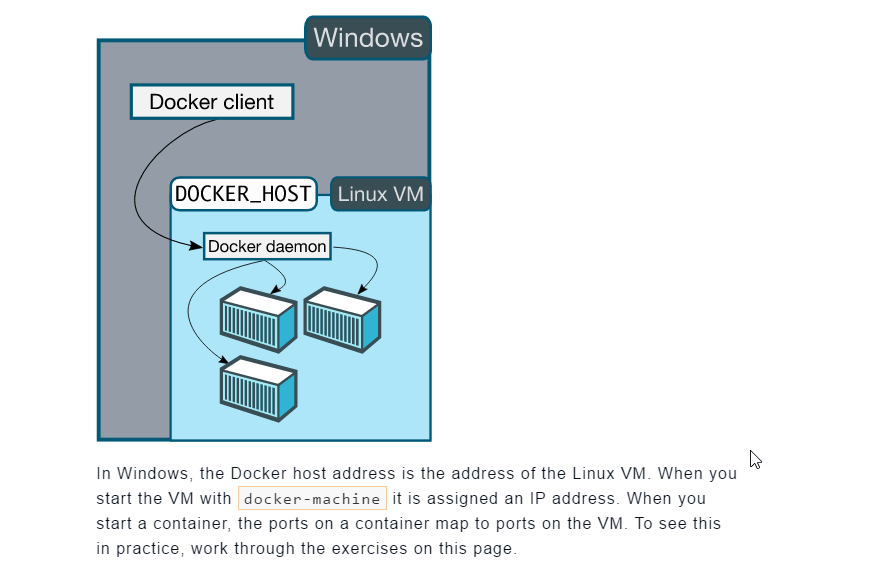 Windows
Docker client
DOCKER_HOST
Linux VM
Docker daemon
In Windows, the Docker host address is the address of the Linux VM. When you
start the VM with docker-machine it is assigned an IP address. When you
start a container, the ports on a container map to ports on the VM. To see this
in practice, work through the exercises on this page.